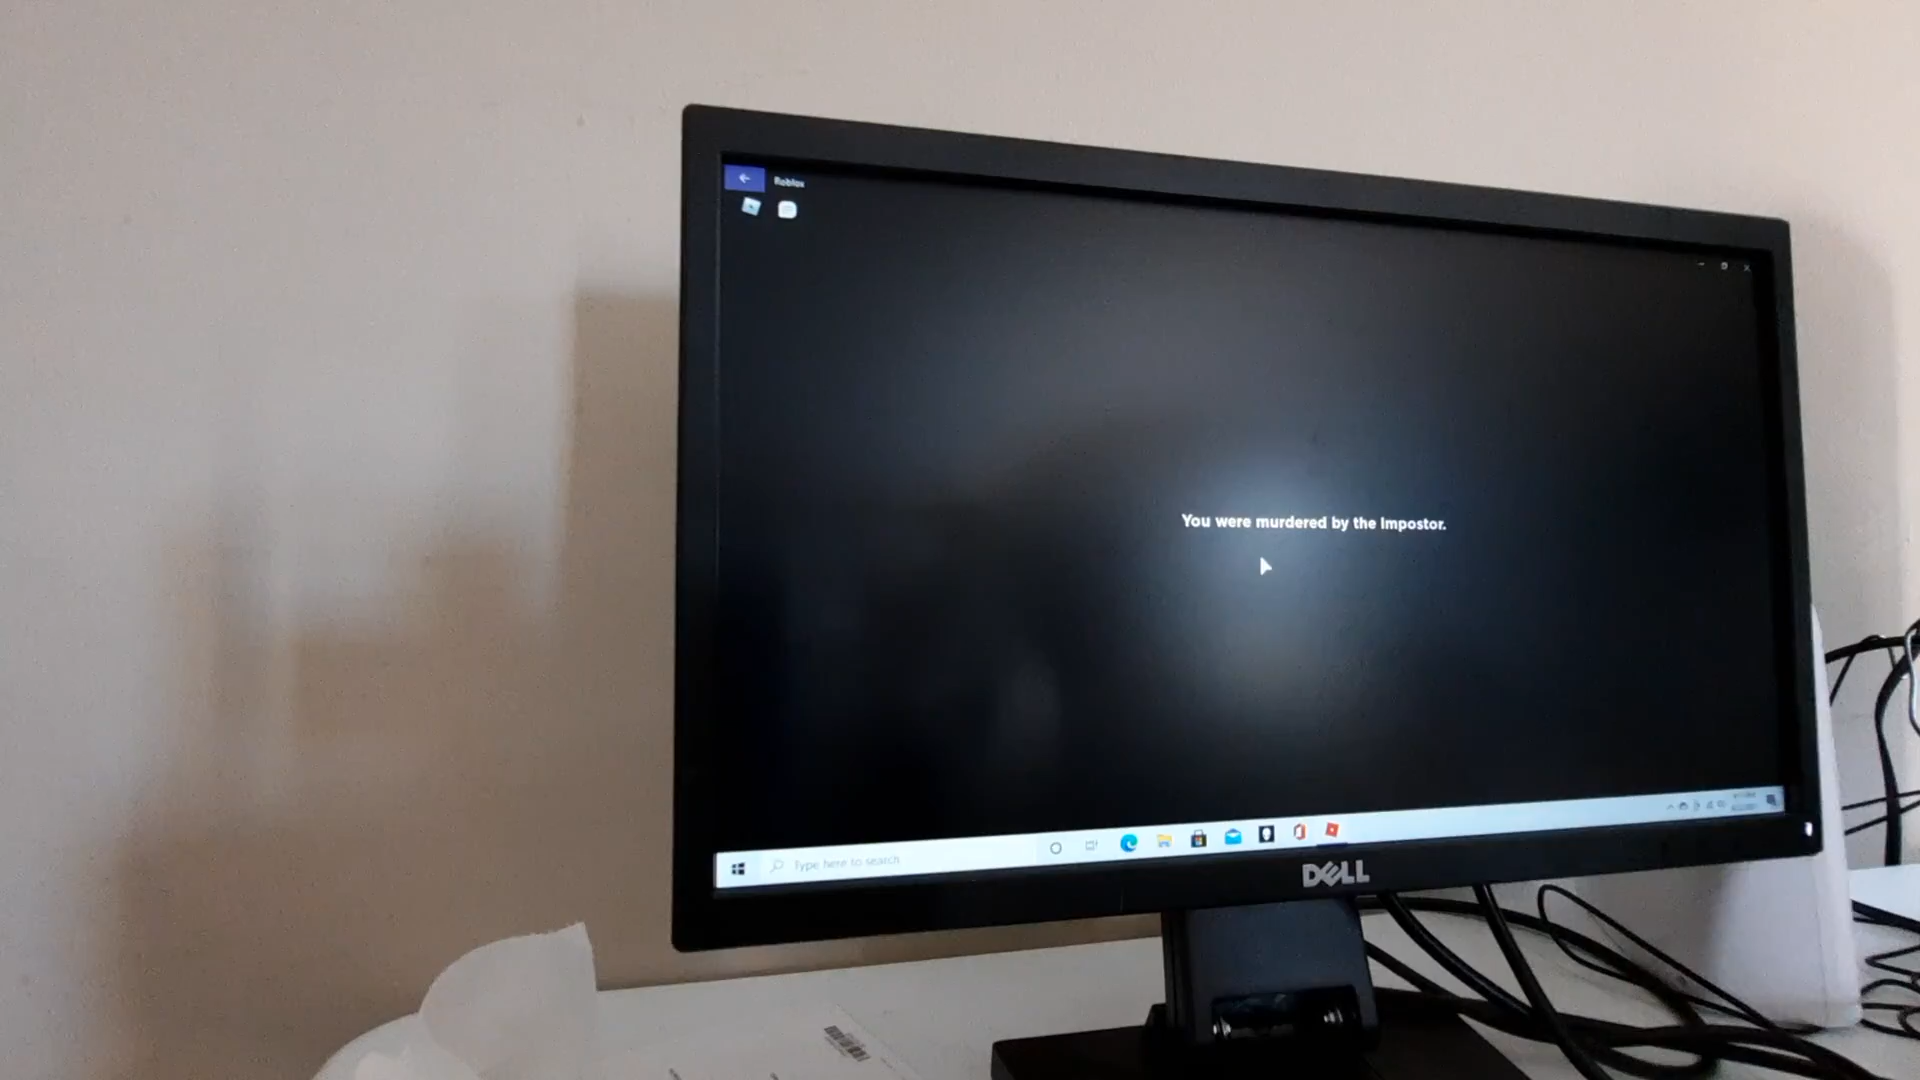 Roblox
You were murdered by the Impostor.
Type here to search
DELL